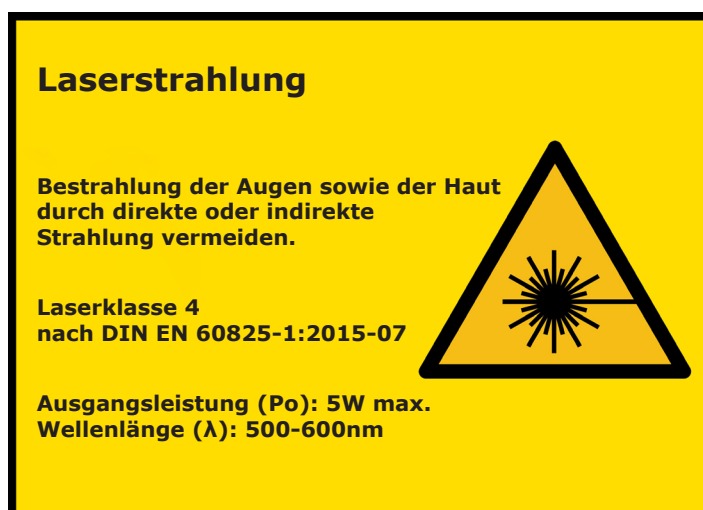 Laserstrahlung
Bestrahlung der Augen sowie der Haut
durch direkte oder indirekte
Strahlung vermeiden.
Laserklasse 4
nach DIN EN 60825-1:2015-07
Ausgangsleistung (Po): 5W max.
Wellenlänge (λ): 500-600nm